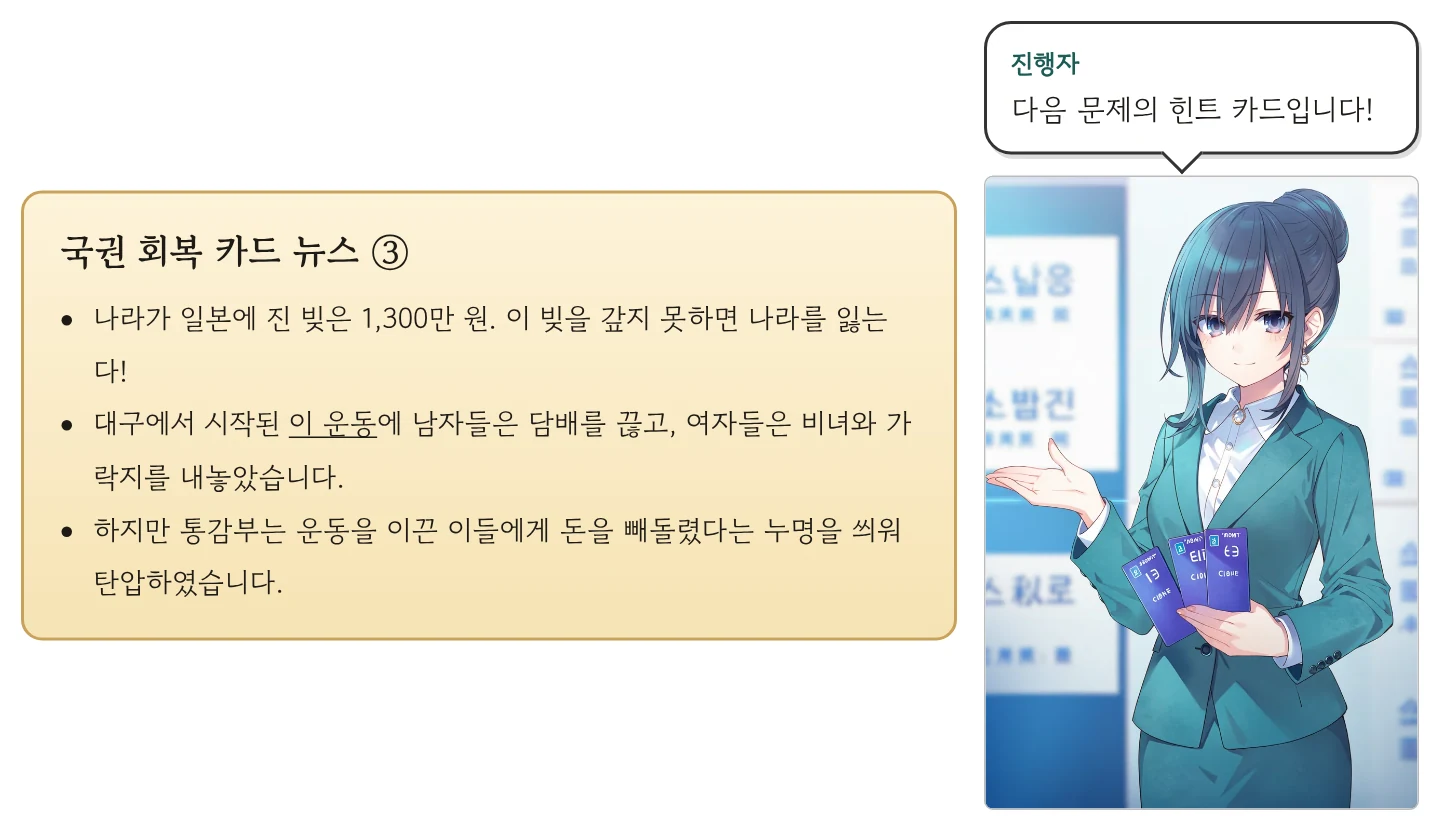 진행자
다음 문제의 힌트 카드입니다!
국권 회복 카드 뉴스 ③
• 나라가 일본에 진 빚은 1,300만 원. 이 빚을 갚지 못하면 나라를 잃는
다!
• 대구에서 시작된 이 운동에 남자들은 담배를 끊고, 여자들은 비녀와 가
락지를 내놓았습니다.
• 하지만 통감부는 운동을 이끈 이들에게 돈을 빼돌렸다는 누명을 씌워
탄압하였습니다.